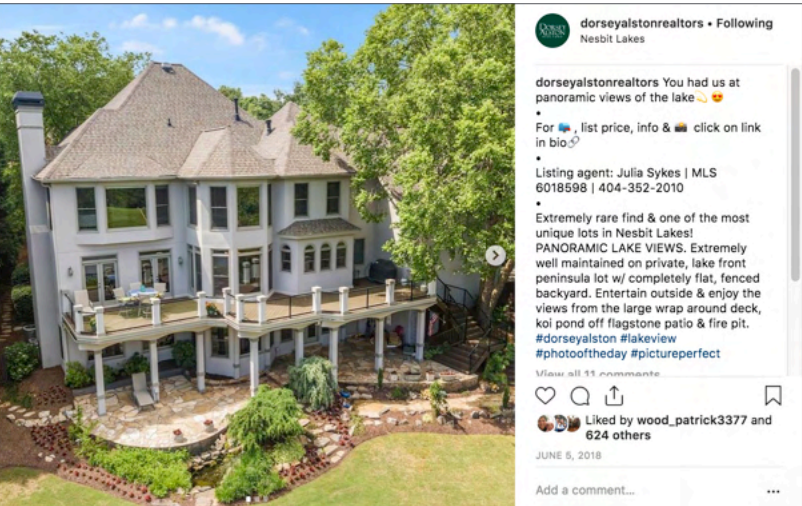 dorseyalstonrealtors • Following
Nesbit Lakes
DORSEY
ALSTON
dorseyalstonrealtors You had us at
panoramic views of the lake💫 😍
•
For 📪 , list price, info & 📸 click on link
in bio🔗
•
Listing agent: Julia Sykes | MLS
6018598 | 404-352-2010
•
Extremely rare find & one of the most
unique lots in Nesbit Lakes!
PANORAMIC LAKE VIEWS. Extremely
well maintained on private, lake front
peninsula lot w/ completely flat, fenced
backyard. Entertain outside & enjoy the
views from the large wrap around deck,
koi pond off flagstone patio & fire pit.
#dorseyalston #lakeview
#photooftheday #pictureperfect
View all 11 comments
Liked by wood_patrick3377 and
624 others
JUNE 5, 2018
Add a comment...